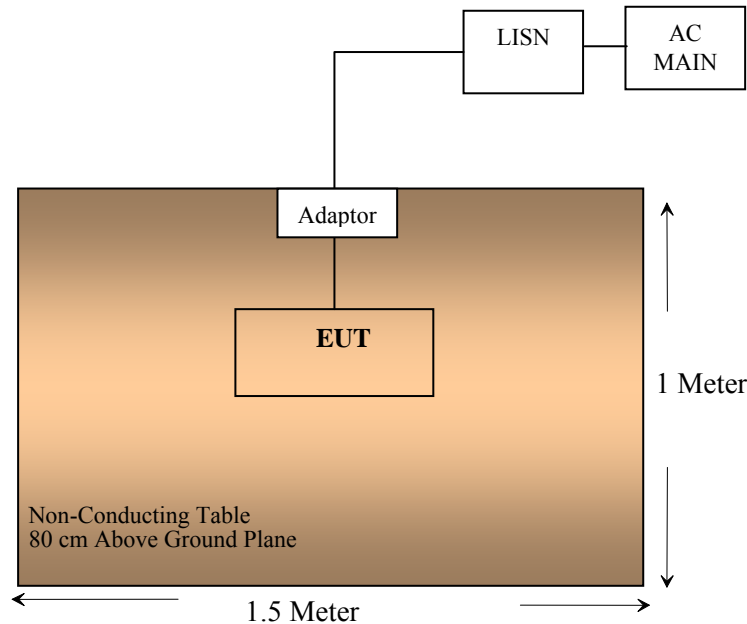 LISN
AC
MAIN
Adaptor
EUT
1 Meter
Non-Conducting Table
80 cm Above Ground Plane
1.5 Meter